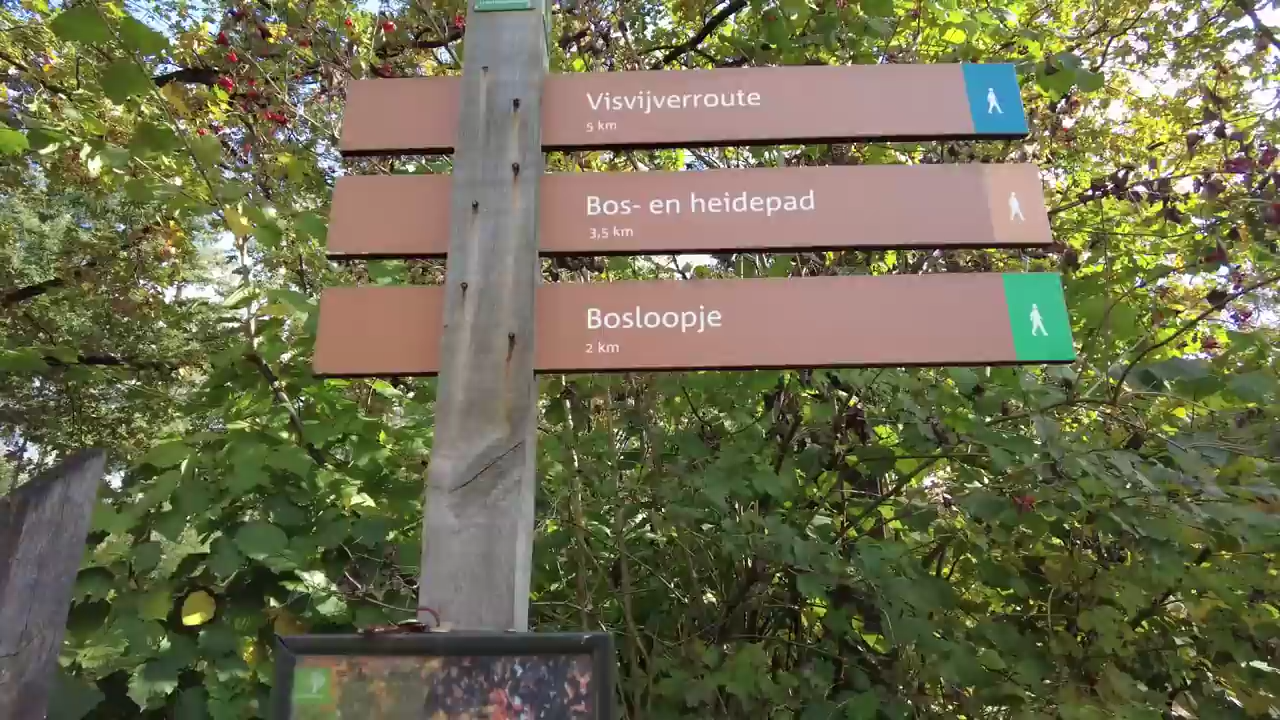 Visvijverroute
5 km
Bos- en heidepad
3,5 km
Bosloopje
2 km